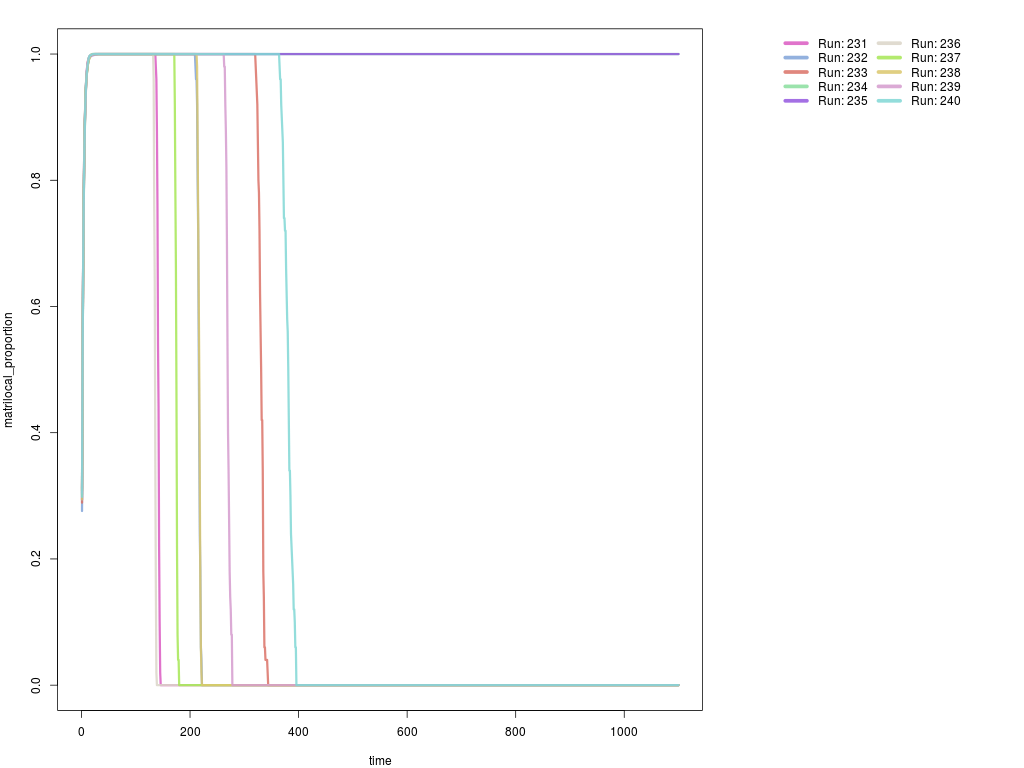 1.0
0.8
0.6
0.4
0.2
0.0
matrilocal_proportion
0 200 400 600 800 1000
time
Run: 231 Run: 236
Run: 232 Run: 237
Run: 233 Run: 238
Run: 234 Run: 239
Run: 235 Run: 240